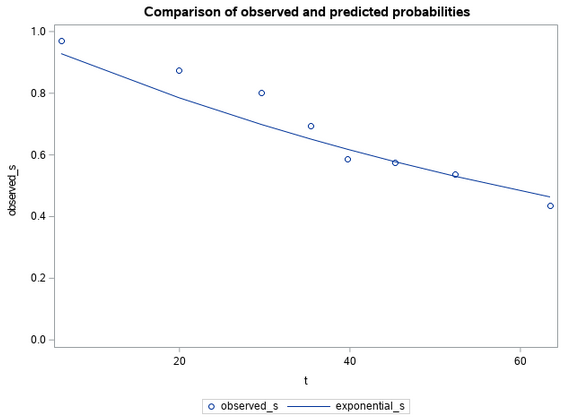 Comparison of observed and predicted probabilities
1.0
0.8
0.6
0.4
0.2
0.0
observed_s
20 40 60
t
observed_s exponential_s